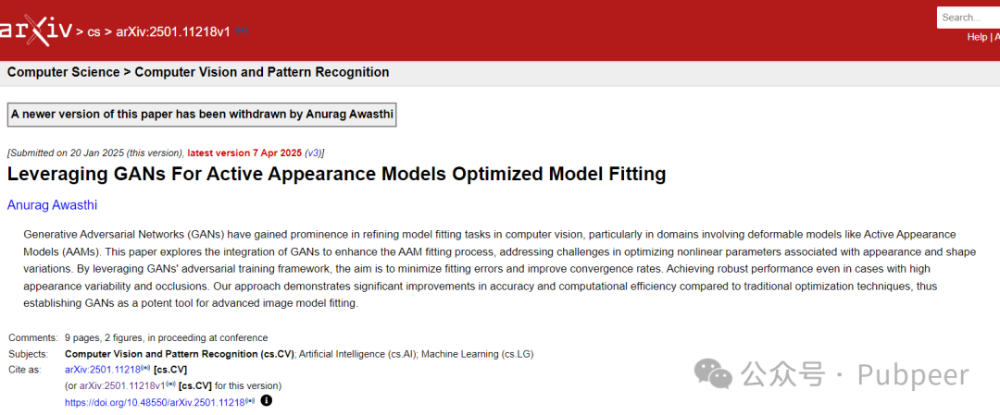 arXiv > cs > arXiv:2501.11218v1
Search...
Help | A
Computer Science > Computer Vision and Pattern Recognition
A newer version of this paper has been withdrawn by Anurag Awasthi
[Submitted on 20 Jan 2025 (this version), latest version 7 Apr 2025 (v3)]
Leveraging GANs For Active Appearance Models Optimized Model Fitting
Anurag Awasthi
Generative Adversarial Networks (GANs) have gained prominence in refining model fitting tasks in computer vision, particularly in domains involving deformable models like Active Appearance
Models (AAMs). This paper explores the integration of GANs to enhance the AAM fitting process, addressing challenges in optimizing nonlinear parameters associated with appearance and shape
variations. By leveraging GANs' adversarial training framework, the aim is to minimize fitting errors and improve convergence rates. Achieving robust performance even in cases with high
appearance variability and occlusions. Our approach demonstrates significant improvements in accuracy and computational efficiency compared to traditional optimization techniques, thus
establishing GANs as a potent tool for advanced image model fitting.
Comments: 9 pages, 2 figures, in proceeding at conference
Subjects: Computer Vision and Pattern Recognition (cs.CV); Artificial Intelligence (cs.AI); Machine Learning (cs.LG)
Cite as: arXiv:2501.11218 [cs.CV]
(or arXiv:2501.11218v1 [cs.CV] for this version)
https://doi.org/10.48550/arXiv.2501.11218
公众号 · Pubpeer